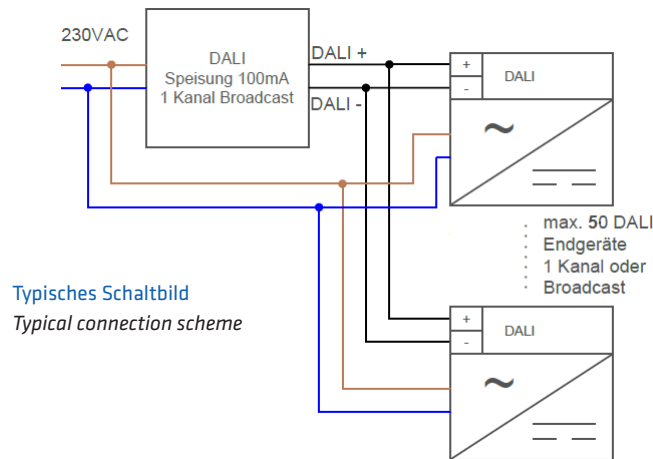 230VAC
DALI
Speisung 100mA
1 Kanal Broadcast
DALI +
DALI -
+
-
DALI
~
max. 50 DALI
Endgeräte
1 Kanal oder
Broadcast
Typisches Schaltbild
Typical connection scheme
+
-
DALI
~